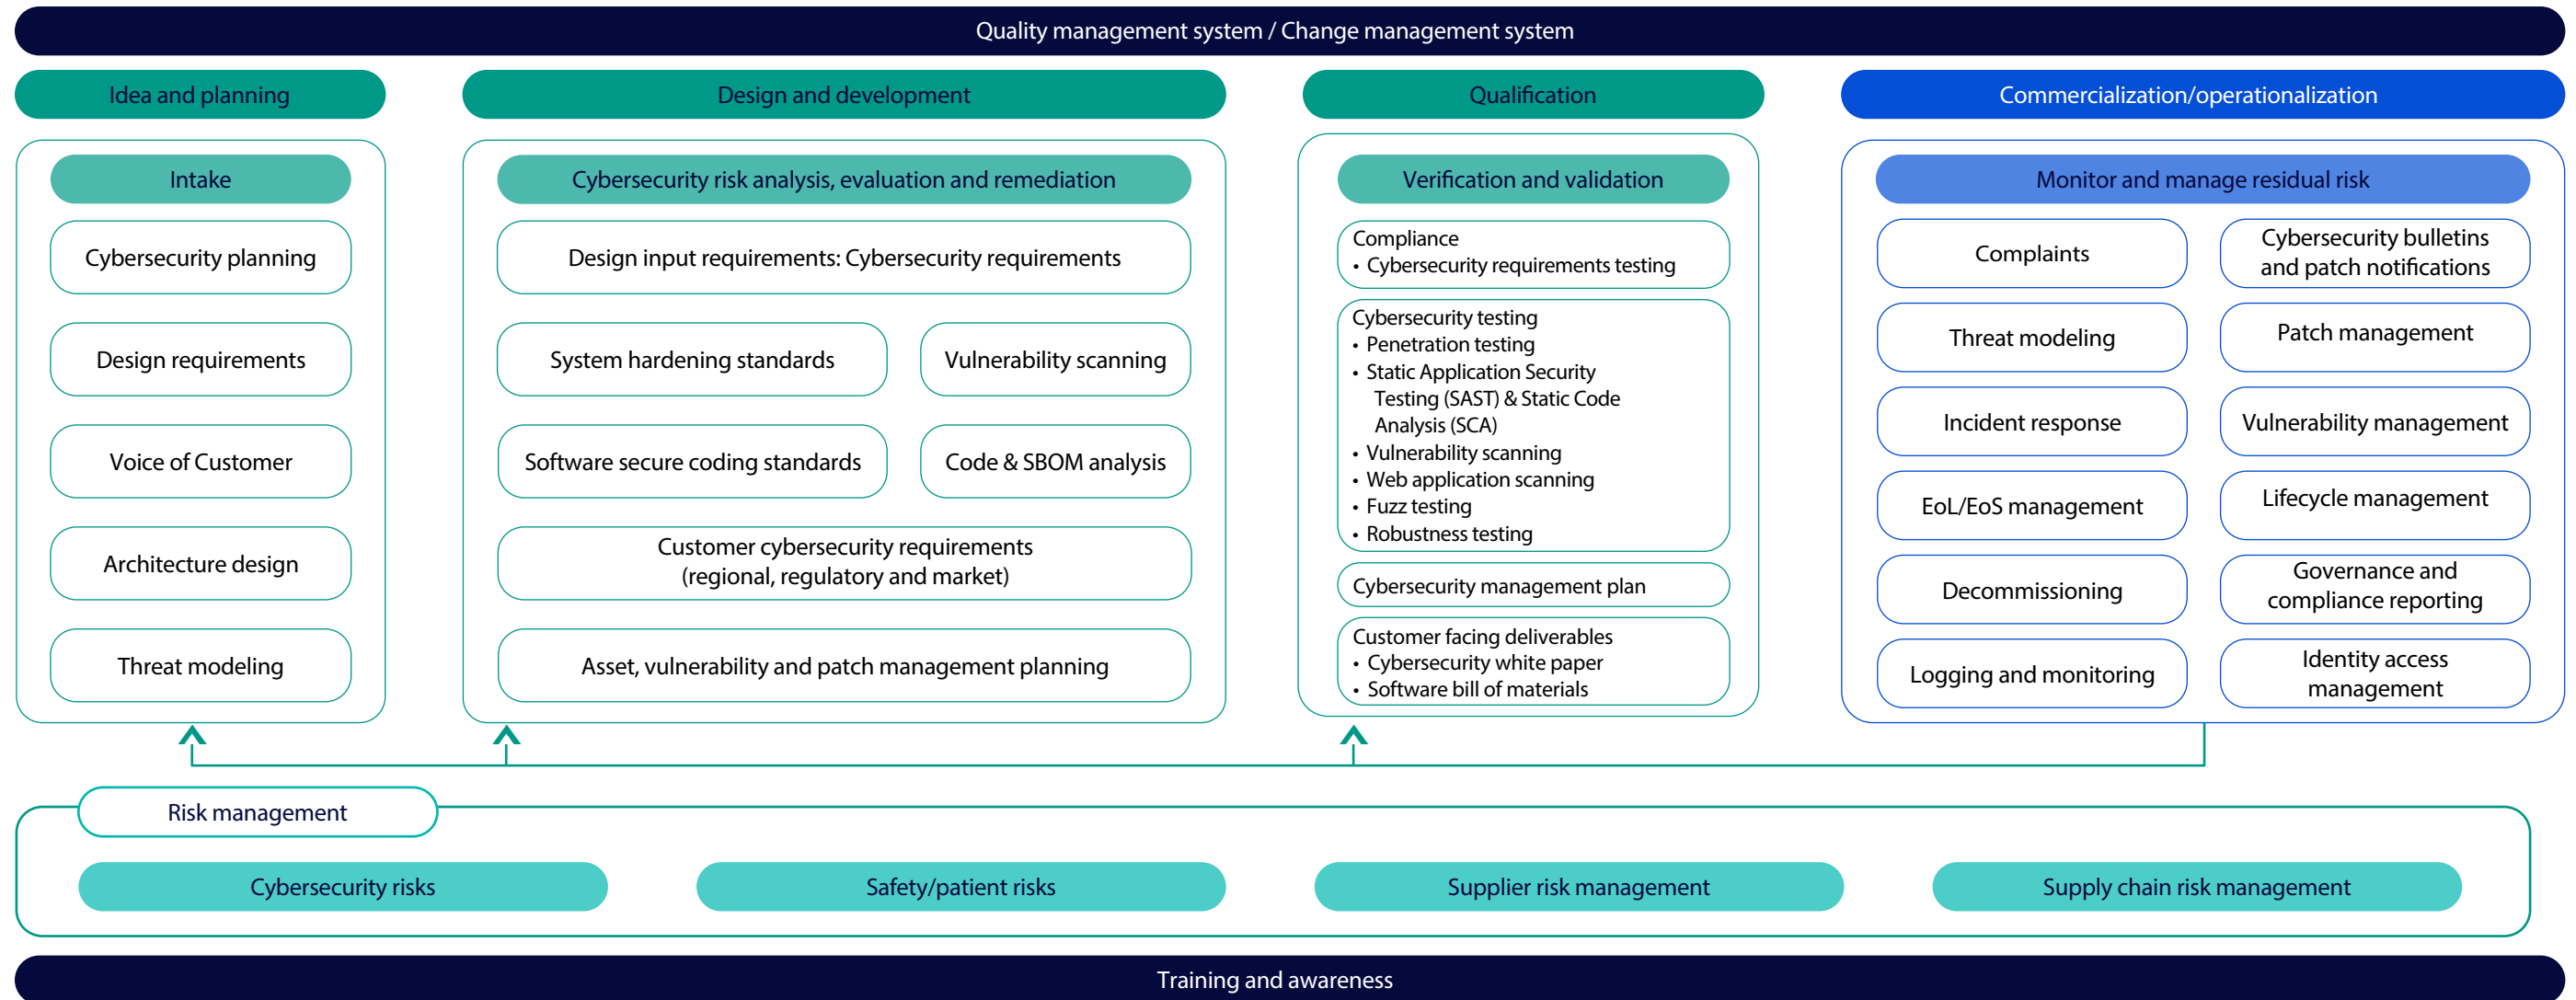 Quality management system / Change management system
Idea and planning
Intake
Cybersecurity planning
Design requirements
Voice of Customer
Architecture design
Threat modeling
Design and development
Cybersecurity risk analysis, evaluation and remediation
Design input requirements: Cybersecurity requirements
System hardening standards
Vulnerability scanning
Software secure coding standards
Code & SBOM analysis
Customer cybersecurity requirements
(regional, regulatory and market)
Asset, vulnerability and patch management planning
Qualification
Verification and validation
Compliance
• Cybersecurity requirements testing
Cybersecurity testing
• Penetration testing
• Static Application Security
Testing (SAST) & Static Code
Analysis (SCA)
• Vulnerability scanning
• Web application scanning
• Fuzz testing
• Robustness testing
Cybersecurity management plan
Customer facing deliverables
• Cybersecurity white paper
• Software bill of materials
Commercialization/operationalization
Monitor and manage residual risk
Complaints
Cybersecurity bulletins
and patch notifications
Threat modeling
Patch management
Incident response
Vulnerability management
EoL/EoS management
Lifecycle management
Decommissioning
Governance and
compliance reporting
Logging and monitoring
Identity access
management
Risk management
Cybersecurity risks
Safety/patient risks
Supplier risk management
Supply chain risk management
Training and awareness